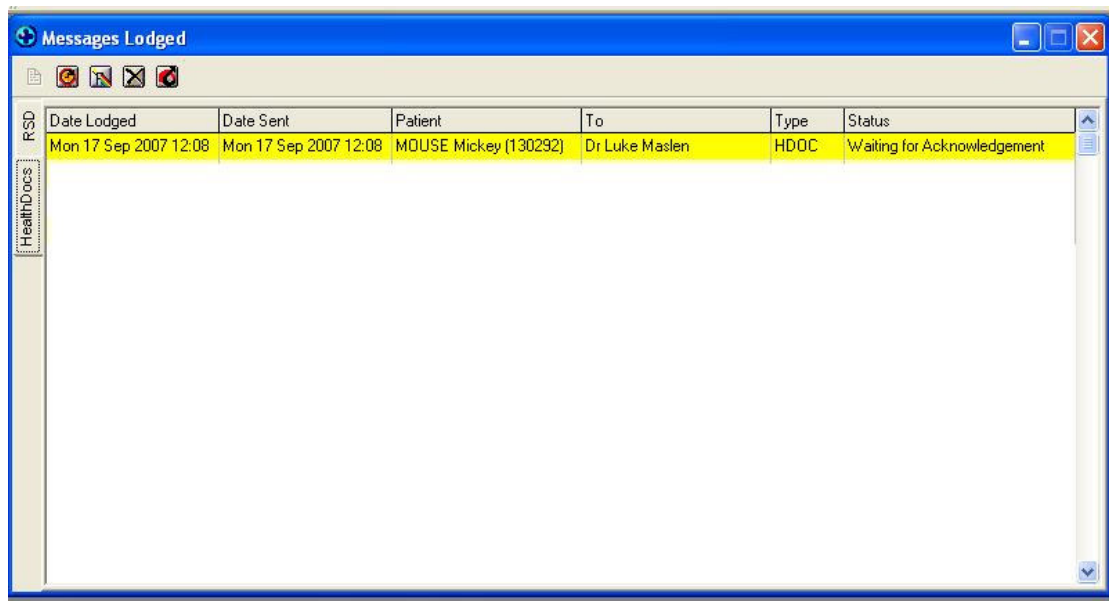 Messages Lodged
RSD
HealthDocs
Date Lodged Date Sent Patient To Type Status
Mon 17 Sep 2007 12:08 Mon 17 Sep 2007 12:08 MOUSE Mickey (130292) Dr Luke Maslen HDOC Waiting for Acknowledgement